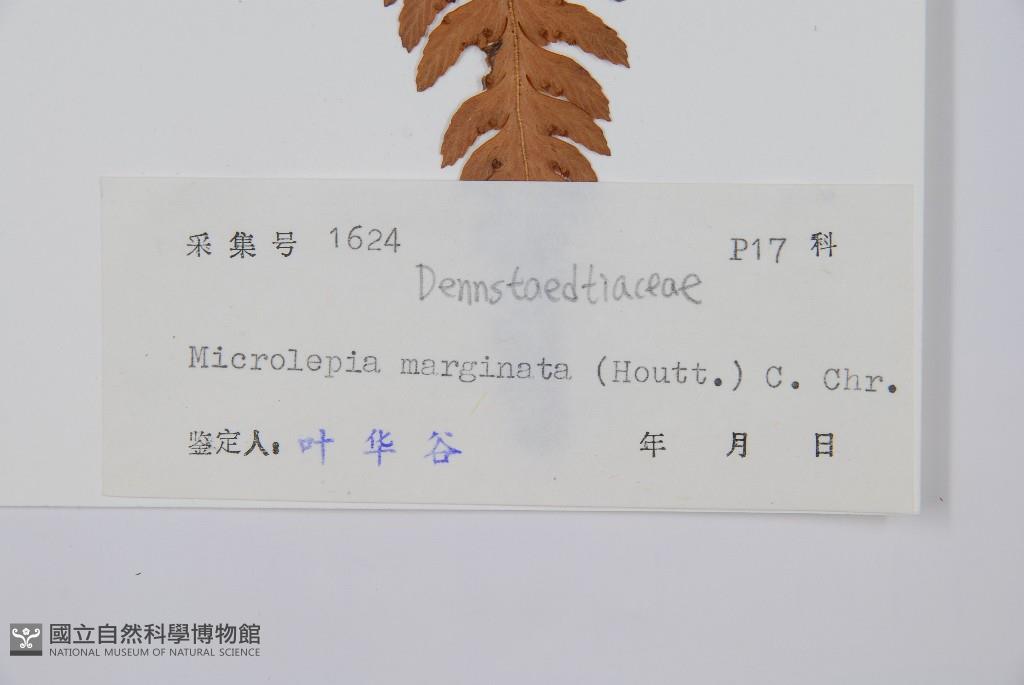 采集号 1624 P17 科
Dennstaedtiaceae
Microlepia marginata (Houtt.) C. Chr.
鉴定人: 叶华谷 年 月 日
國立自然科學博物館
NATIONAL MUSEUM OF NATURAL SCIENCE